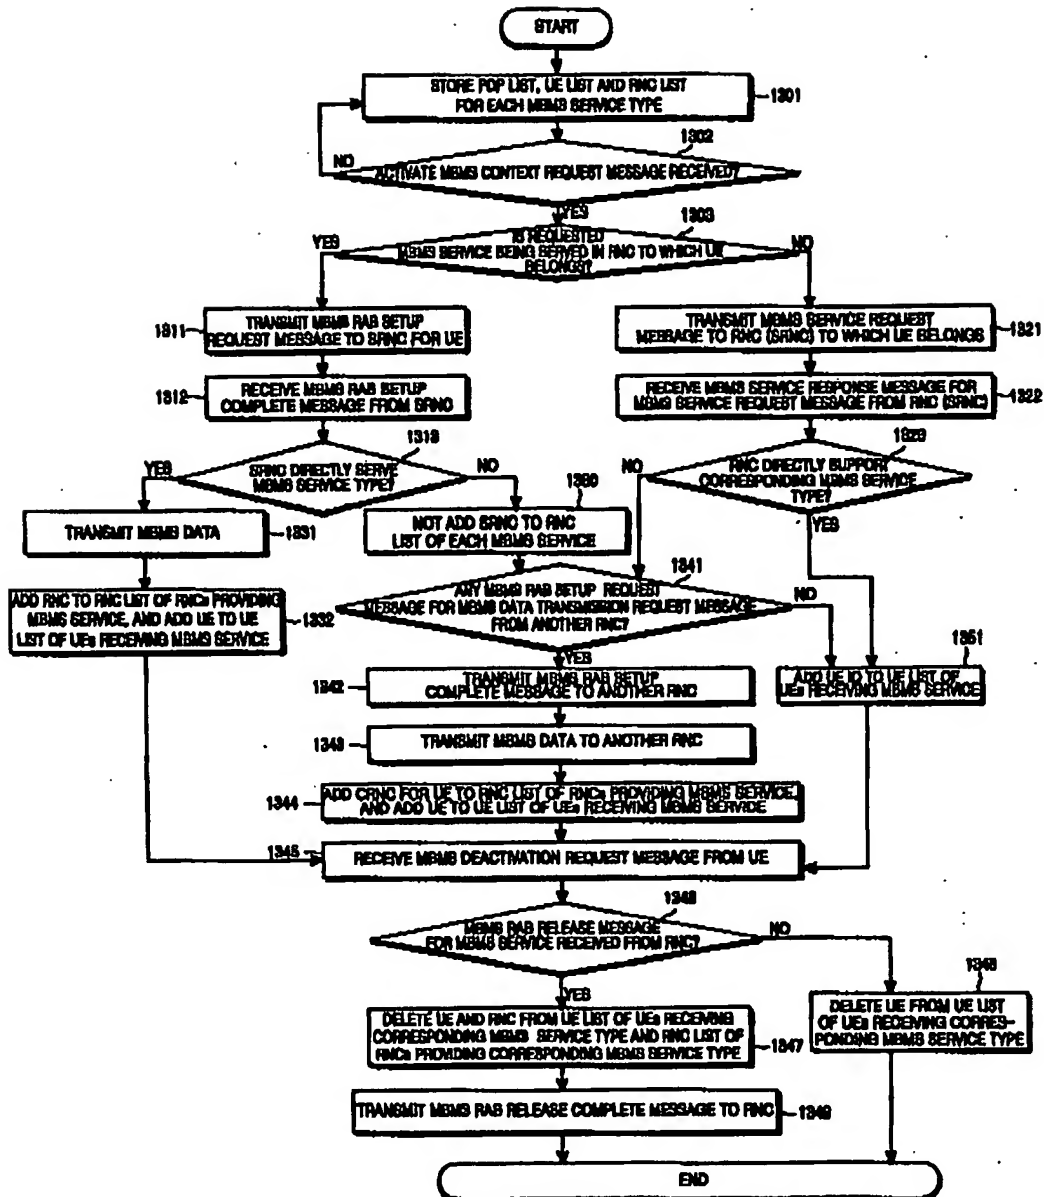 START
STORE PDP LIST, UE LIST AND RNC LIST
FOR EACH MBMS SERVICE TYPE
1301
1302
NO
ACTIVATE MBMS CONTEXT REQUEST MESSAGE RECEIVED?
YES
1303
YES
IS REQUESTED
MBMS SERVICE BEING SERVED IN RNC TO WHICH UE
BELONGS?
NO
1311
TRANSMIT MBMS RAB SETUP
REQUEST MESSAGE TO SRNC FOR UE
TRANSMIT MBMS SERVICE REQUEST
MESSAGE TO RNC (SRNC) TO WHICH UE BELONGS
1321
1312
RECEIVE MBMS RAB SETUP
COMPLETE MESSAGE FROM SRNC
RECEIVE MBMS SERVICE RESPONSE MESSAGE FOR
MBMS SERVICE REQUEST MESSAGE FROM RNC (SRNC)
1322
1313
YES
SRNC DIRECTLY SERVE
MBMS SERVICE TYPE?
NO
1323
NO
RNC DIRECTLY SUPPORT
CORRESPONDING MBMS SERVICE
TYPE?
YES
TRANSMIT MBMS DATA
1331
NOT ADD SRNC TO RNC
LIST OF EACH MBMS SERVICE
ADD RNC TO RNC LIST OF RNCs PROVIDING
MBMS SERVICE, AND ADD UE TO UE
LIST OF UEs RECEIVING MBMS SERVICE
1332
1341
ANY MBMS RAB SETUP REQUEST
MESSAGE FOR MBMS DATA TRANSMISSION REQUEST MESSAGE
FROM ANOTHER RNC?
NO
YES
1351
ADD UE ID TO UE LIST OF
UEs RECEIVING MBMS SERVICE
1342
TRANSMIT MBMS RAB SETUP
COMPLETE MESSAGE TO ANOTHER RNC
1343
TRANSMIT MBMS DATA TO ANOTHER RNC
1344
ADD CRNC FOR UE TO RNC LIST OF RNCs PROVIDING MBMS SERVICE,
AND ADD UE TO UE LIST OF UEs RECEIVING MBMS SERVICE
1345
RECEIVE MBMS DEACTIVATION REQUEST MESSAGE FROM UE
MBMS RAB RELEASE MESSAGE
FOR MBMS SERVICE RECEIVED FROM RNC?
NO
YES
DELETE UE AND RNC FROM UE LIST OF UEs RECEIVING
CORRESPONDING MBMS SERVICE TYPE AND RNC LIST OF
RNCs PROVIDING CORRESPONDING MBMS SERVICE TYPE
1347
DELETE UE FROM UE LIST
OF UEs RECEIVING CORRES-
PONDING MBMS SERVICE TYPE
TRANSMIT MBMS RAB RELEASE COMPLETE MESSAGE TO RNC
1349
END